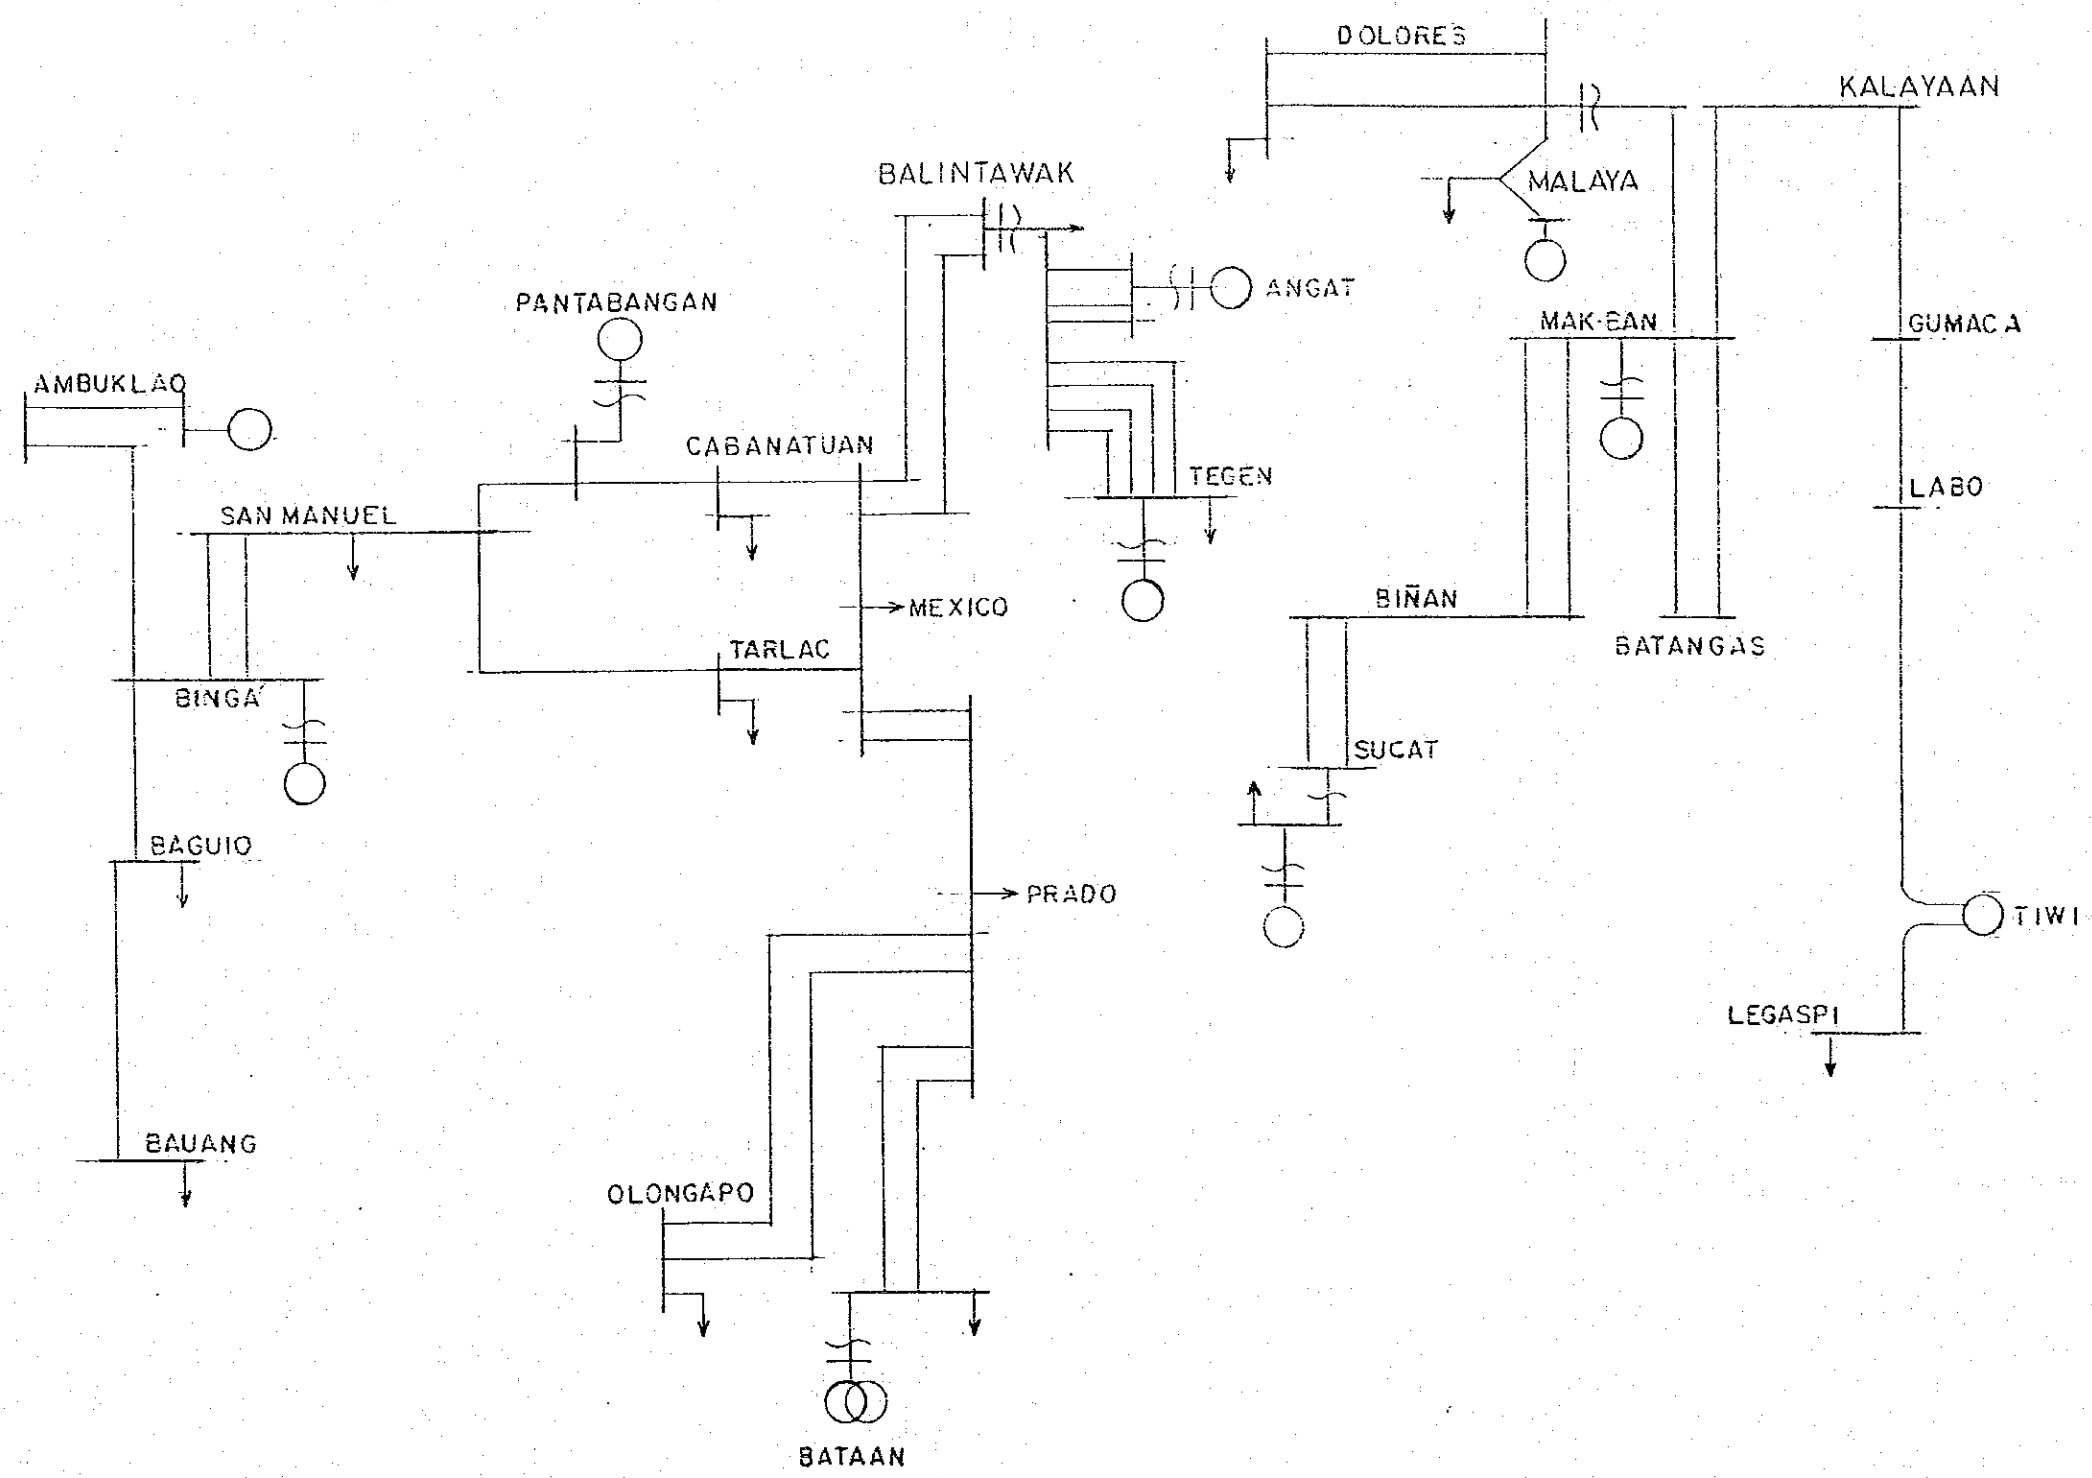 DOLORES
KALAYAAN
BALINTAWAK
MALAYA
ANGAT
PANTABANGAN
MAK-BAN
GUMACA
AMBUKLAO
CABANATUAN
TEGEN
LABO
SAN MANUEL
BIÑAN
MEXICO
TARLAC
BATANGAS
BINGA
SUCAT
BAGUIO
PRADO
TIWI
LEGASPI
BAUANG
OLONGAPO
BATAAN